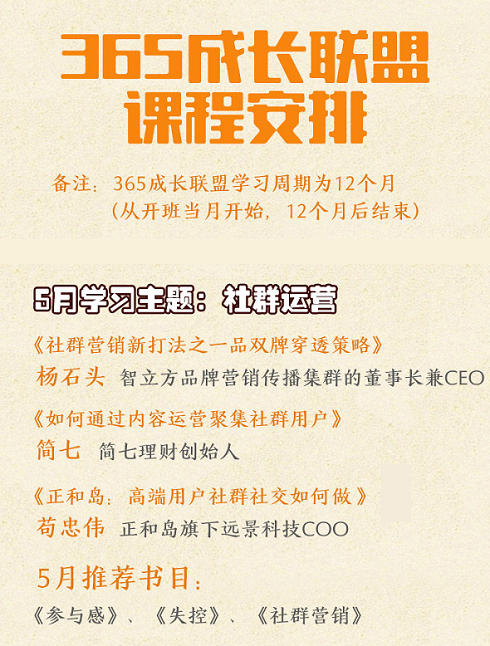 365成长联盟
课程安排
备注：365成长联盟学习周期为12个月
(从开班当月开始，12个月后结束)
5月学习主题：社群运营
《社群营销新打法之一品双牌穿透策略》
杨石头 智立方品牌营销传播集群的董事长兼CEO
《如何通过内容运营聚集社群用户》
简七 简七理财创始人
《正和岛：高端用户社群社交如何做》
苟忠伟 正和岛旗下远景科技COO
5月推荐书目：
《参与感》、《失控》、《社群营销》